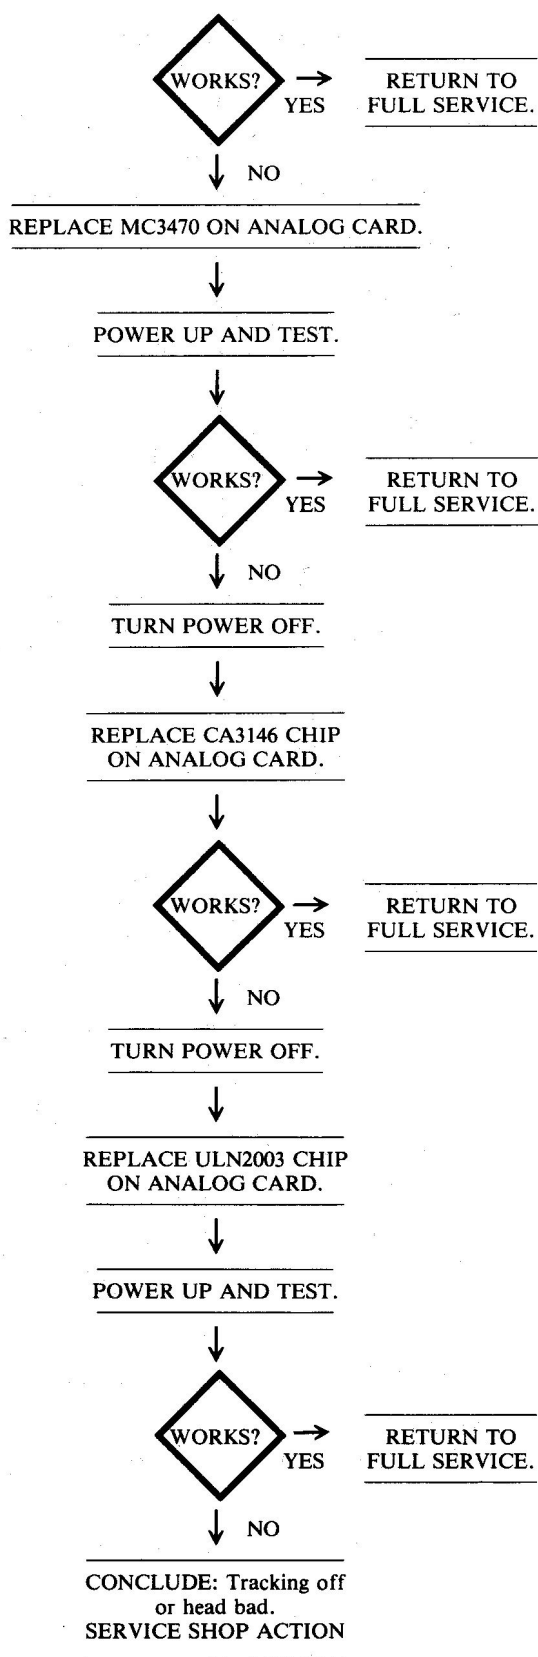 WORKS?
YES
RETURN TO
FULL SERVICE.
NO
REPLACE MC3470 ON ANALOG CARD.
POWER UP AND TEST.
WORKS?
YES
RETURN TO
FULL SERVICE.
NO
TURN POWER OFF.
REPLACE CA3146 CHIP
ON ANALOG CARD.
WORKS?
YES
RETURN TO
FULL SERVICE.
NO
TURN POWER OFF.
REPLACE ULN2003 CHIP
ON ANALOG CARD.
POWER UP AND TEST.
WORKS?
YES
RETURN TO
FULL SERVICE.
NO
CONCLUDE: Tracking off
or head bad.
SERVICE SHOP ACTION